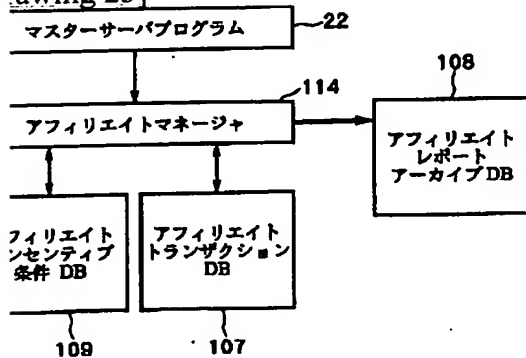 awing 23
マスターサーバプログラム
22
114
108
アフィリエイトマネージャ
アフィリエイト
レポート
アーカイブDB
フィリエイト
ンセンティブ
条件 DB
アフィリエイト
トランザクション
DB
109
107